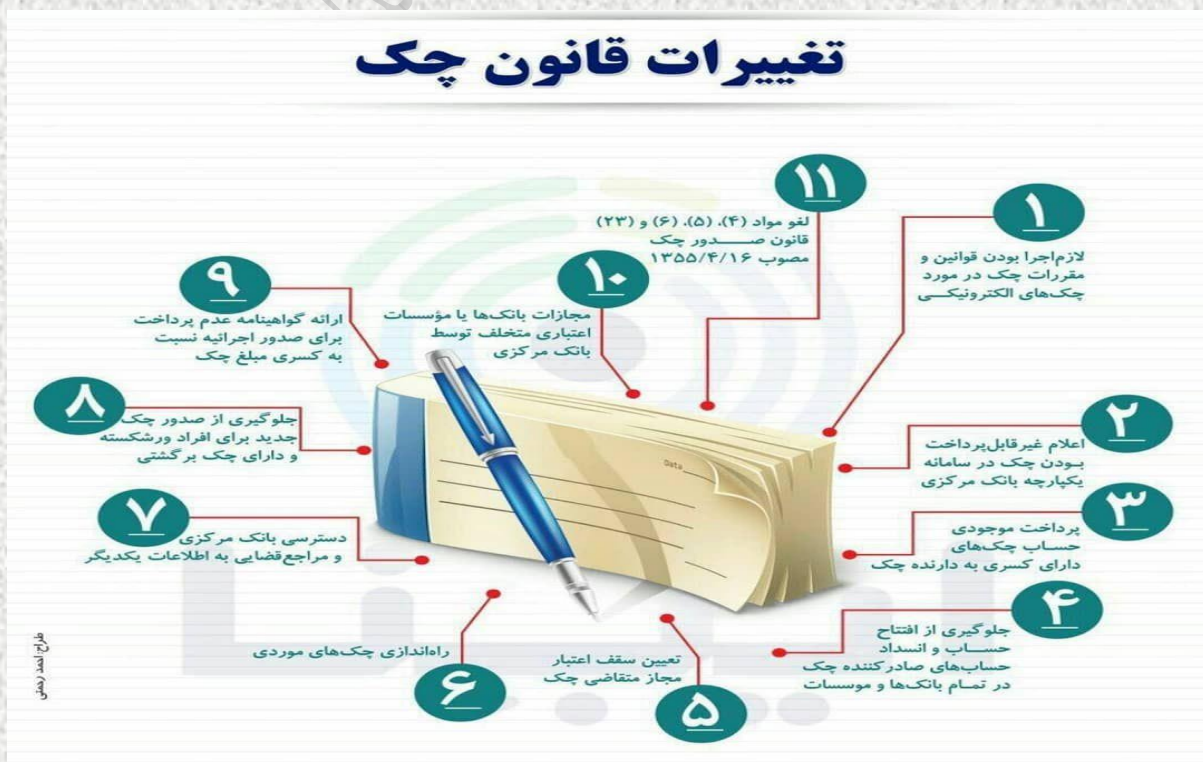 تغییرات قانون چک
۱
لازم‌اجرا بودن قوانین و
مقررات چک در مورد
چک‌های الکترونیکی
۲
اعلام غیرقابل‌پرداخت
بودن چک در سامانه
یکپارچه بانک مرکزی
۳
پرداخت موجودی
حساب چک‌های
دارای کسری به دارنده چک
۴
جلوگیری از افتتاح
حساب و انسداد
حساب‌های صادرکننده چک
در تمام بانک‌ها و موسسات
۵
تعیین سقف اعتبار
مجاز متقاضی چک
۶
راه‌اندازی چک‌های موردی
۷
دسترسی بانک مرکزی
و مراجع‌قضایی به اطلاعات یکدیگر
۸
جلوگیری از صدور چک
جدید برای افراد ورشکسته
و دارای چک برگشتی
۹
ارائه گواهینامه عدم پرداخت
برای صدور اجرائیه نسبت
به کسری مبلغ چک
۱۰
مجازات بانک‌ها یا مؤسسات
اعتباری متخلف توسط
بانک مرکزی
۱۱
لغو مواد (۴)، (۵)، (۶) و (۲۳)
قانون صدور چک
مصوب ۱۳۵۵/۴/۱۶
Data
ایبنا